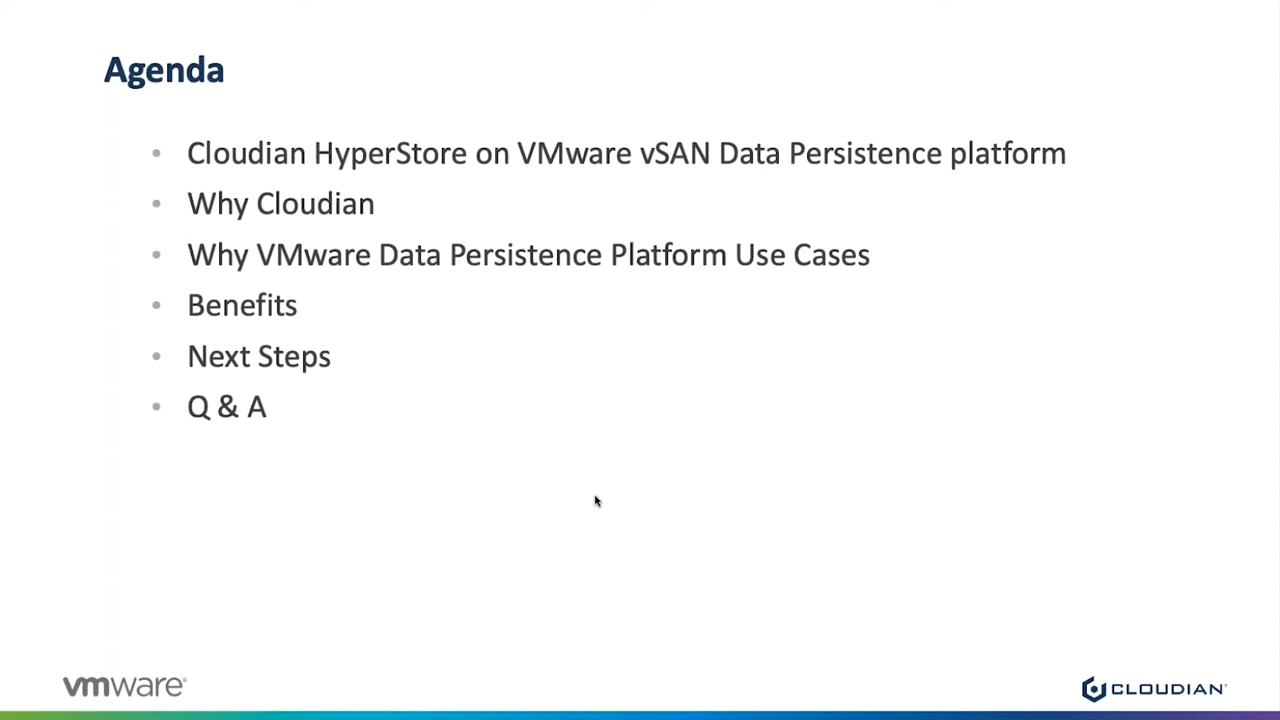 Agenda
• Cloudian HyperStore on VMware vSAN Data Persistence platform
• Why Cloudian
• Why VMware Data Persistence Platform Use Cases
• Benefits
• Next Steps
• Q & A
vmware®
CLOUDIAN®